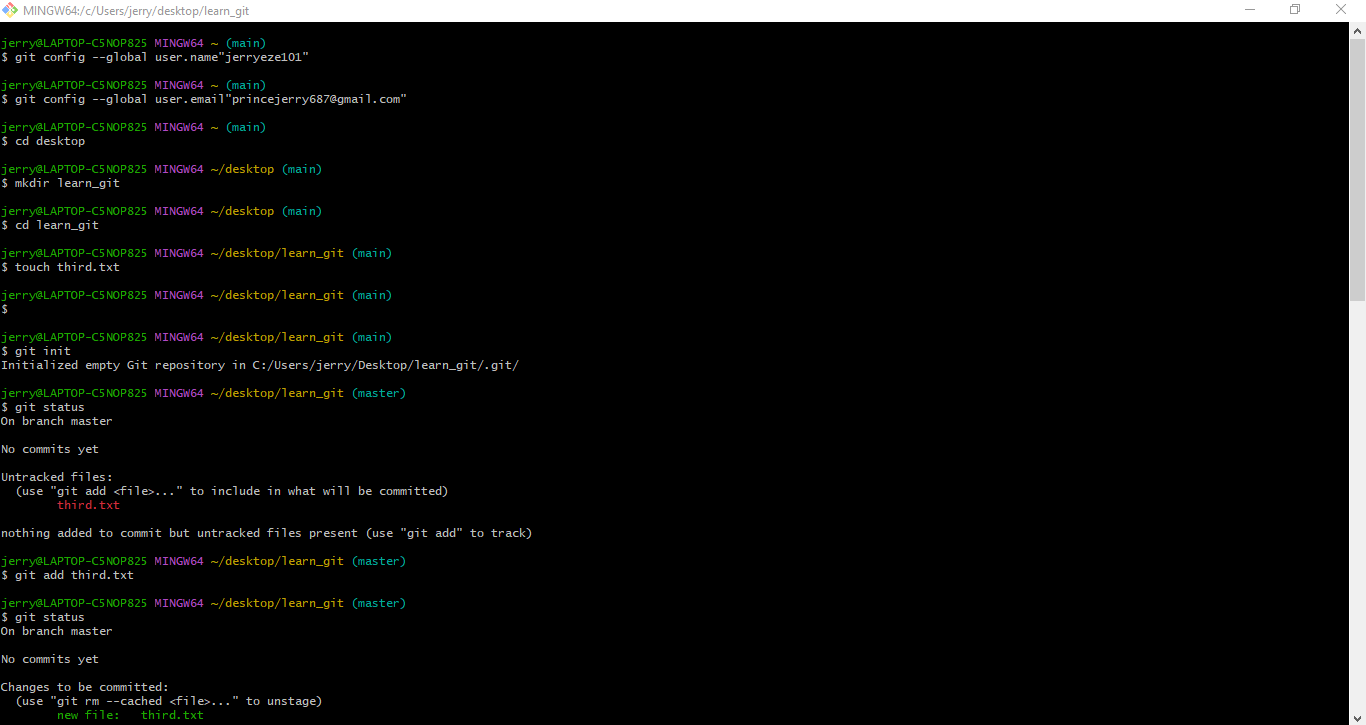 MINGW64:/c/Users/jerry/desktop/learn_git
jerry@LAPTOP-C5NOP825 MINGW64 ~ (main)
$ git config --global user.name"jerryeze101"
jerry@LAPTOP-C5NOP825 MINGW64 ~ (main)
$ git config --global user.email"princejerry687@gmail.com"
jerry@LAPTOP-C5NOP825 MINGW64 ~ (main)
$ cd desktop
jerry@LAPTOP-C5NOP825 MINGW64 ~/desktop (main)
$ mkdir learn_git
jerry@LAPTOP-C5NOP825 MINGW64 ~/desktop (main)
$ cd learn_git
jerry@LAPTOP-C5NOP825 MINGW64 ~/desktop/learn_git (main)
$ touch third.txt
jerry@LAPTOP-C5NOP825 MINGW64 ~/desktop/learn_git (main)
$
jerry@LAPTOP-C5NOP825 MINGW64 ~/desktop/learn_git (main)
$ git init
Initialized empty Git repository in C:/Users/jerry/Desktop/learn_git/.git/
jerry@LAPTOP-C5NOP825 MINGW64 ~/desktop/learn_git (master)
$ git status
On branch master
No commits yet
Untracked files:
(use "git add <file>..." to include in what will be committed)
third.txt
nothing added to commit but untracked files present (use "git add" to track)
jerry@LAPTOP-C5NOP825 MINGW64 ~/desktop/learn_git (master)
$ git add third.txt
jerry@LAPTOP-C5NOP825 MINGW64 ~/desktop/learn_git (master)
$ git status
On branch master
No commits yet
Changes to be committed:
(use "git rm --cached <file>..." to unstage)
new file:   third.txt